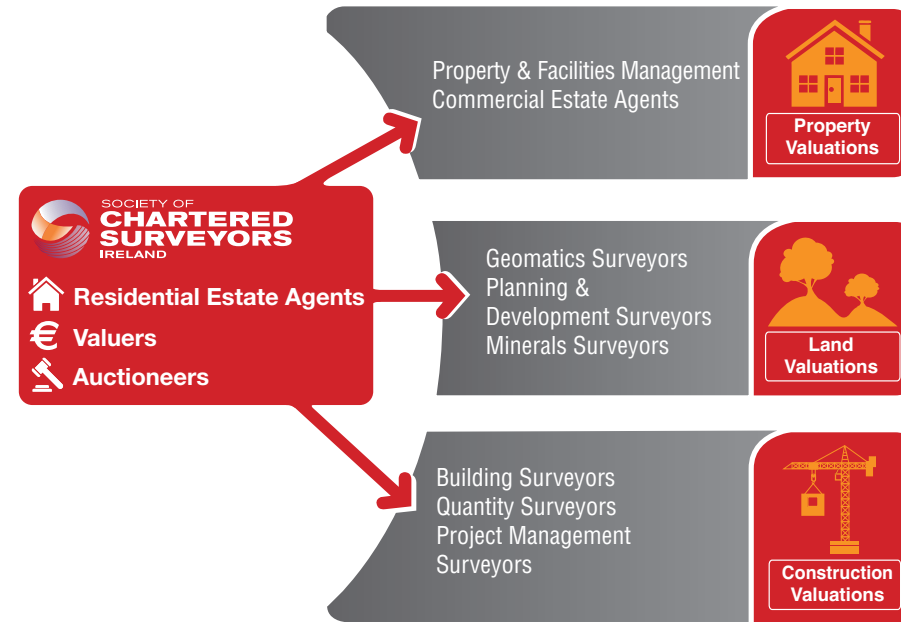 SOCIETY OF
CHARTERED
SURVEYORS
IRELAND
Residential Estate Agents
€ Valuers
Auctioneers
Property & Facilities Management
Commercial Estate Agents
Property
Valuations
Geomatics Surveyors
Planning &
Development Surveyors
Minerals Surveyors
Land
Valuations
Building Surveyors
Quantity Surveyors
Project Management
Surveyors
Construction
Valuations